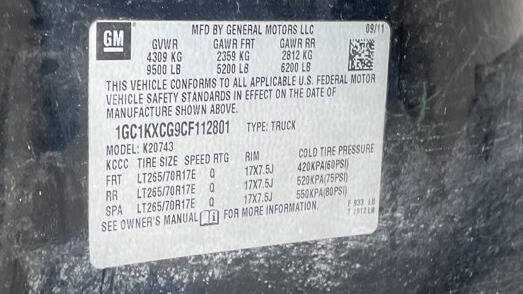 MFD BY GENERAL MOTORS LLC 09/11
GM GVWR GAWR FRT GAWR RR
4309 KG 2359 KG 2812 KG
9500 LB 5200 LB 6200 LB
THIS VEHICLE CONFORMS TO ALL APPLICABLE U.S. FEDERAL MOTOR
VEHICLE SAFETY STANDARDS IN EFFECT ON THE DATE OF
MANUFACTURE SHOWN ABOVE.
1GC1KXCG9CF112801 TYPE: TRUCK
MODEL: K20743
KCCC TIRE SIZE SPEED RTG RIM COLD TIRE PRESSURE
FRT LT265/70R17E Q 17X7.5J 420KPA(60PSI)
RR LT265/70R17E Q 17X7.5J 520KPA(75PSI)
SPA LT265/70R17E Q 17X7.5J 550KPA(80PSI)
SEE OWNER'S MANUAL i FOR MORE INFORMATION.
F 933 LB
T 1912 LB